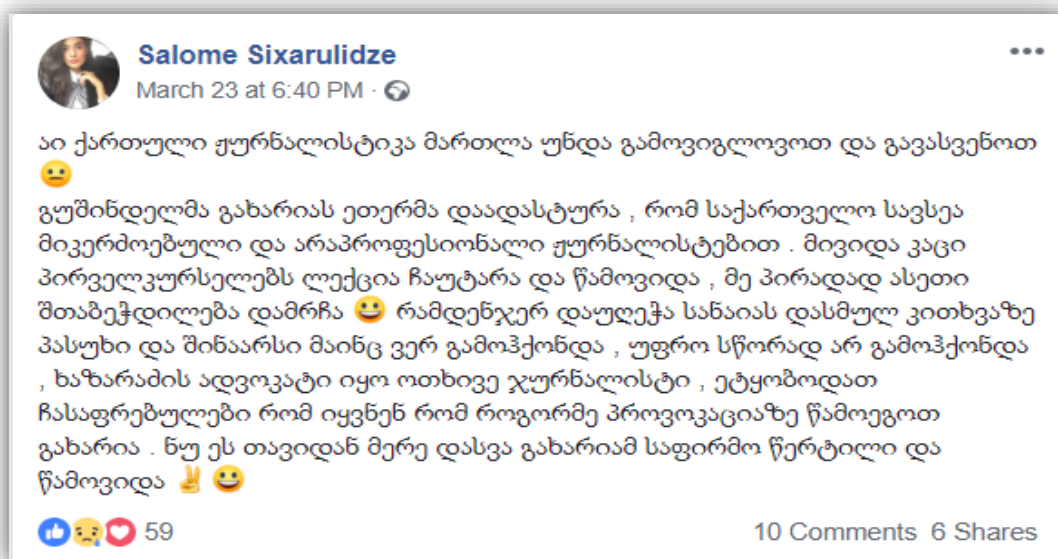 Salome Sixarulidze
March 23 at 6:40 PM ·
აი ქართული ჟურნალისტიკა მართლა უნდა გამოვიგლოვოთ და გავასვენოთ
😐
გუშინდელმა გახარიას ეთერმა დაადასტურა , რომ საქართველო სავსეა
მიკერძოებული და არაპროფესიონალი ჟურნალისტებით . მივიდა კაცი
პირველკურსელებს ლექცია ჩაუტარა და წამოვიდა , მე პირადად ასეთი
შთაბეჭდილება დამრჩა 😀 რამდენჯერ დაუღეჭა სანაიას დასმულ კითხვაზე
პასუხი და შინაარსი მაინც ვერ გამოჰქონდა , უფრო სწორად არ გამოჰქონდა
, ხაზარაძის ადვოკატი იყო ოთხივე ჯურნალისტი , ეტყობოდათ
ჩასაფრებულები რომ იყვნენ რომ როგორმე პროვოკაციაზე წამოეგოთ
გახარია . ნუ ეს თავიდან მერე დასვა გახარიამ საფირმო წერტილი და
წამოვიდა ✌️ 😀
59
10 Comments 6 Shares